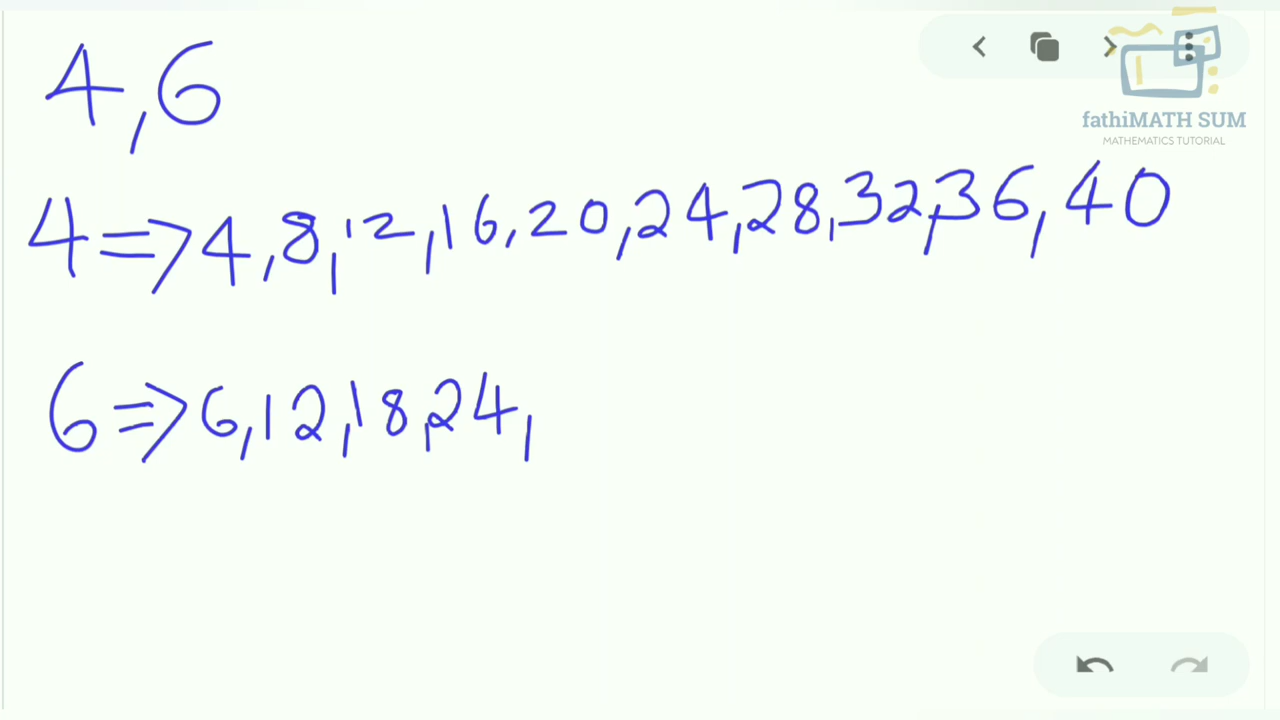 4,6
fathiMATH SUM
MATHEMATICS TUTORIAL
4=>4,8,12,16,20,24,28,32,36,40
6=>6,12,18,24,